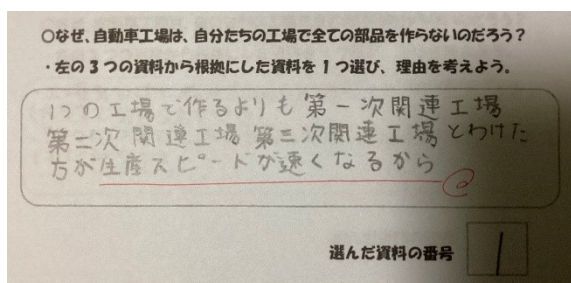 ○なぜ、自動車工場は、自分たちの工場で全ての部品を作らないのだろう？
・左の3つの資料から根拠にした資料を1つ選び、理由を考えよう。
1つの工場で作るよりも第一次関連工場
第二次関連工場第三次関連工場とわけた
方が生産スピードが速くなるから
選んだ資料の番号 1